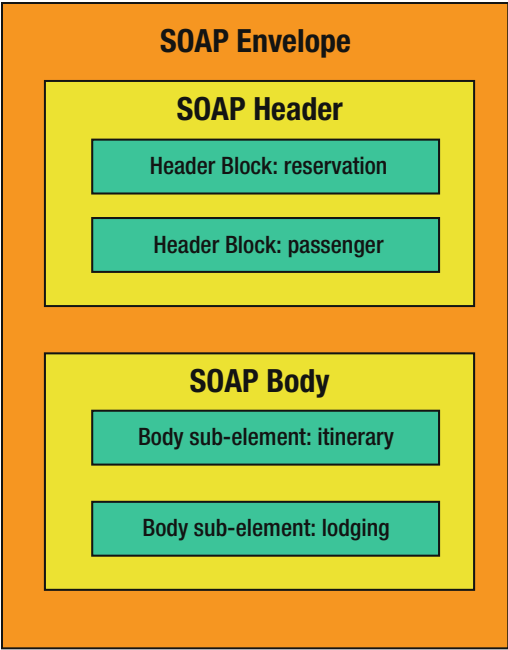 SOAP Envelope
SOAP Header
Header Block: reservation
Header Block: passenger
SOAP Body
Body sub-element: itinerary
Body sub-element: lodging